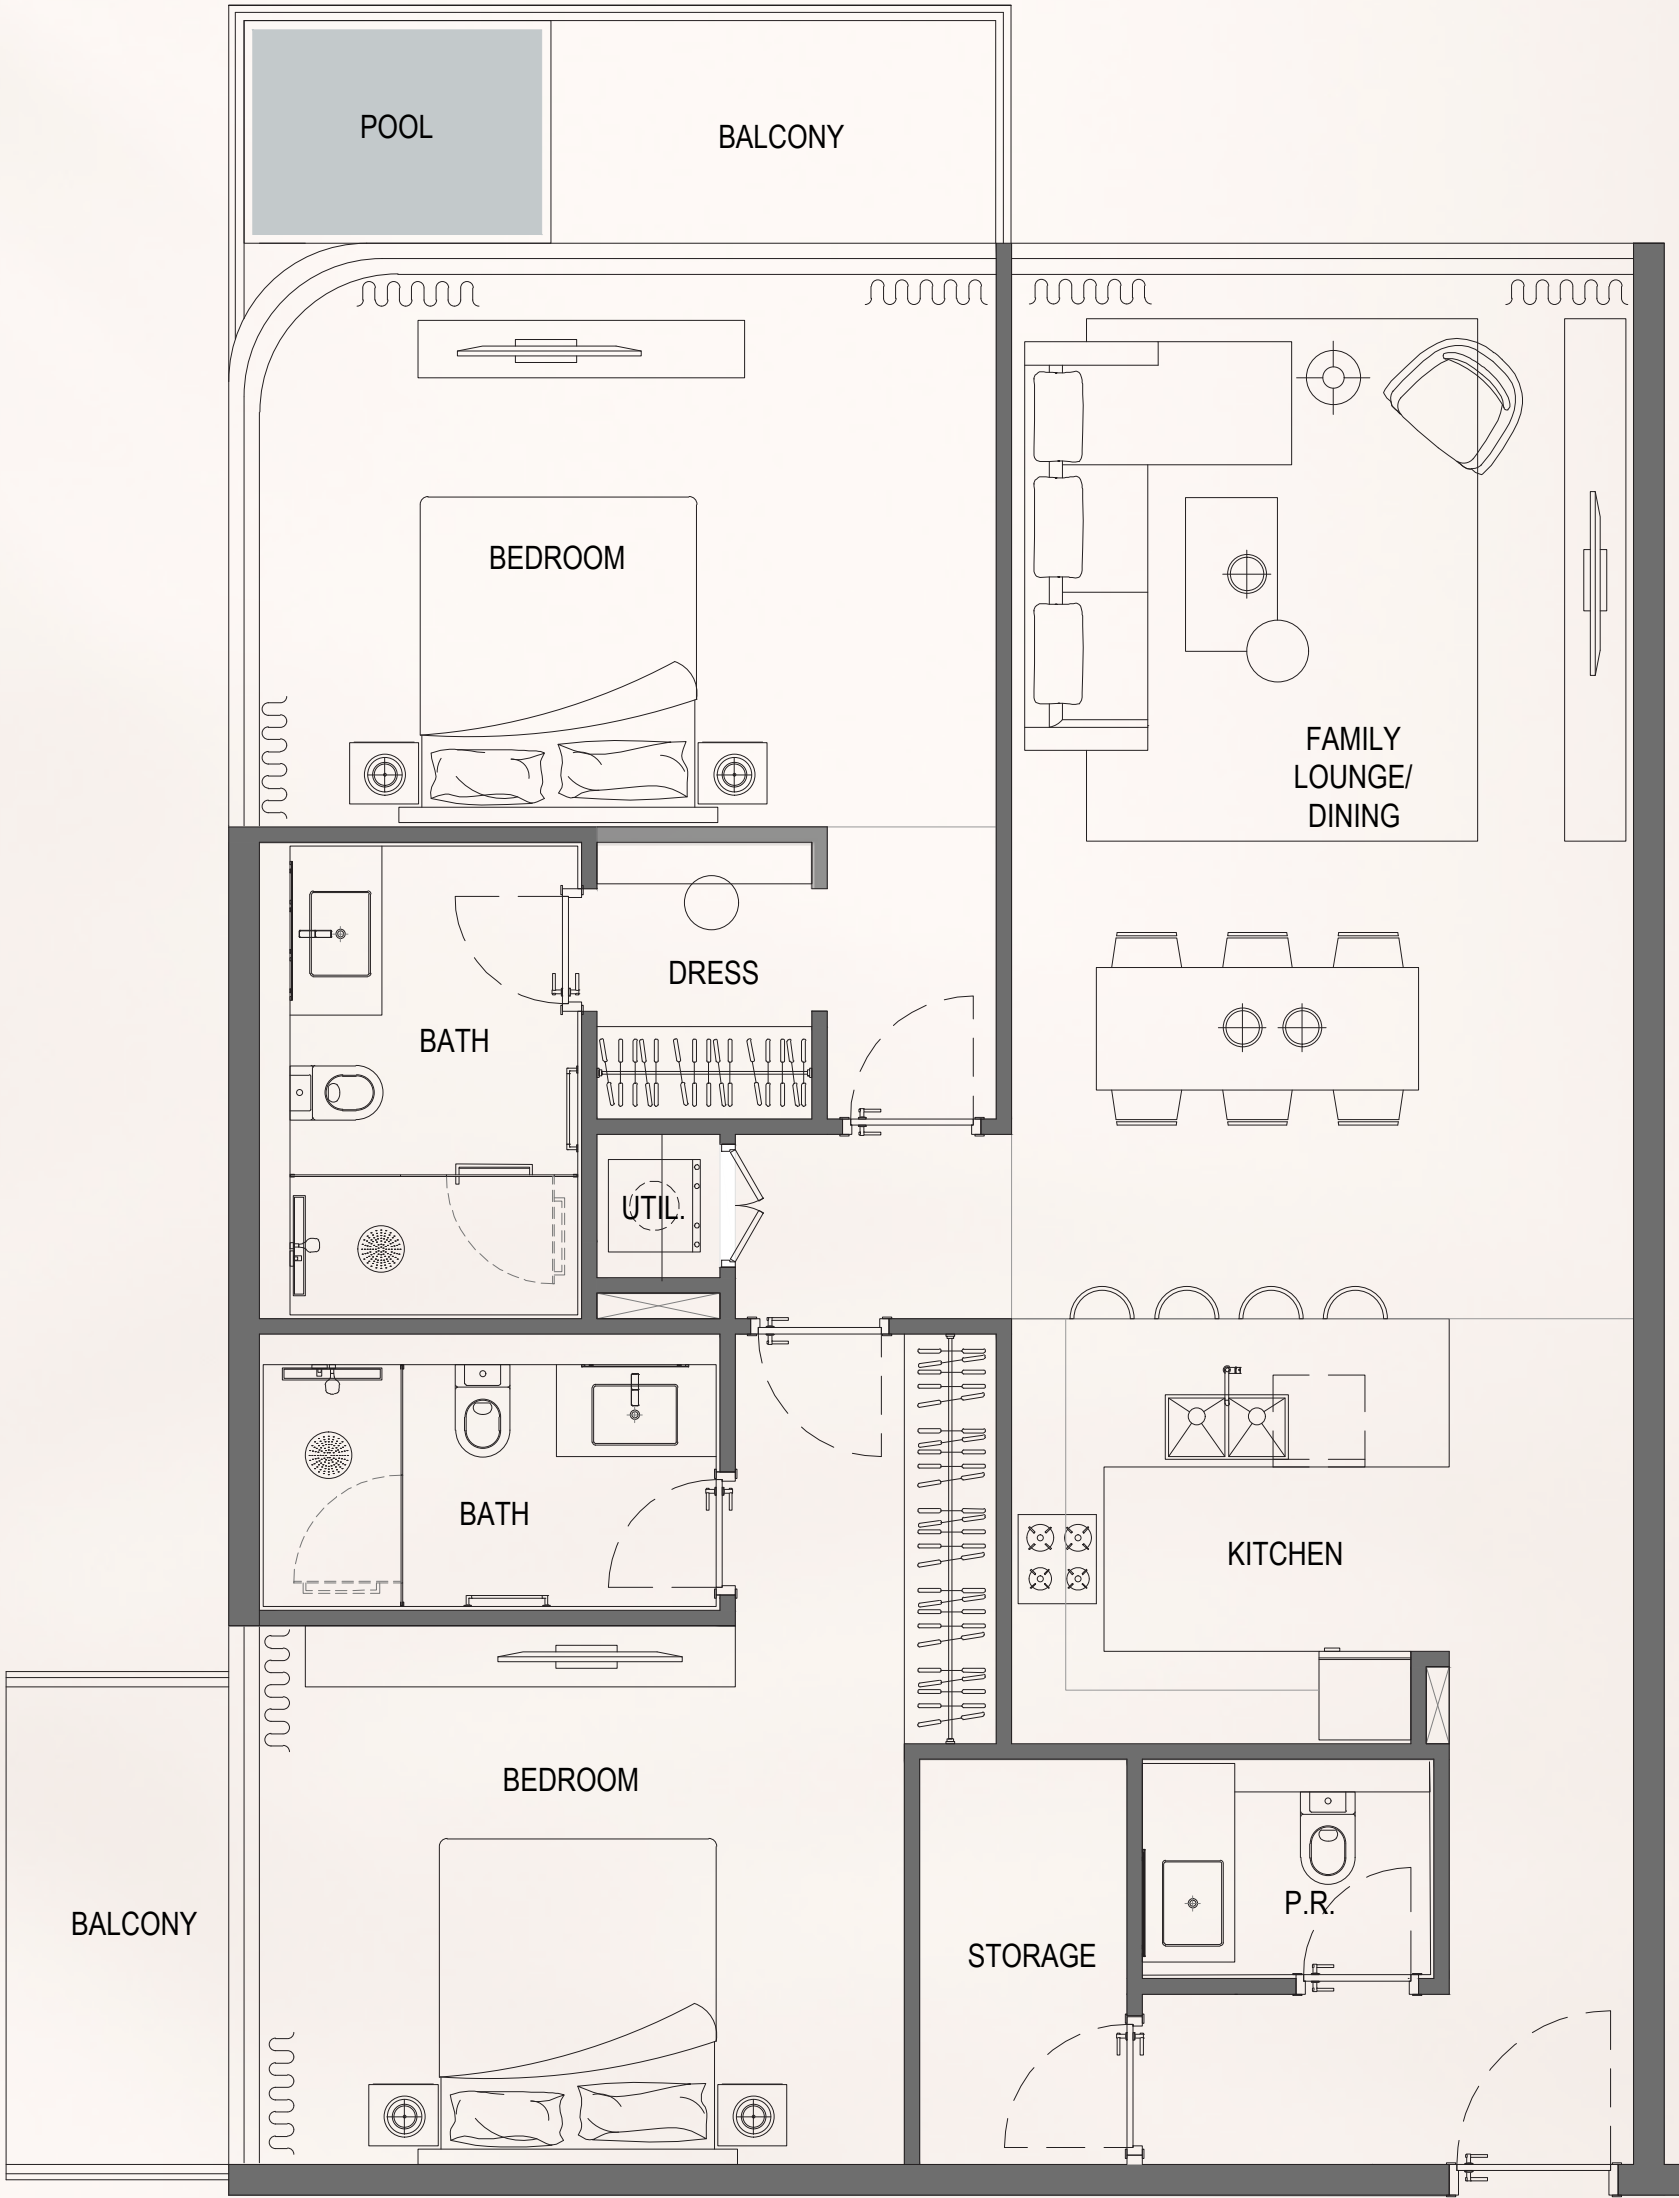 POOL
BALCONY
BEDROOM
FAMILY
LOUNGE/
DINING
DRESS
BATH
UTIL.
BATH
KITCHEN
BEDROOM
P.R.
BALCONY
STORAGE